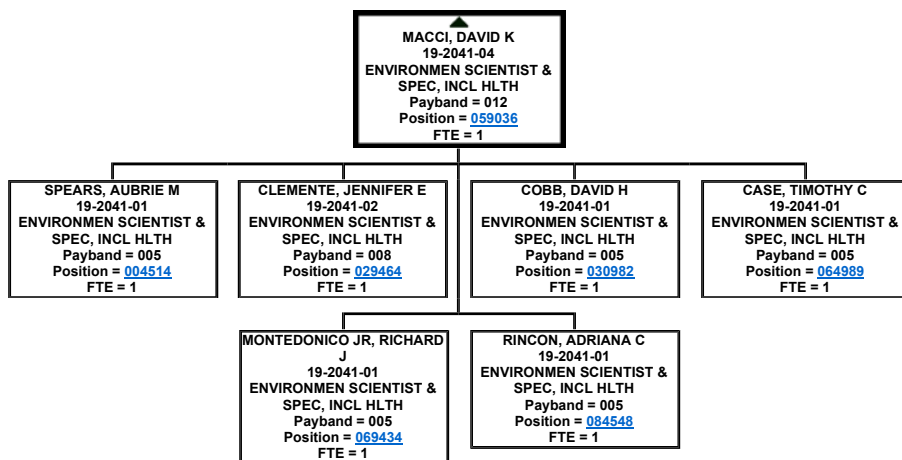 MACCI, DAVID K
19-2041-04
ENVIRONMEN SCIENTIST &
SPEC, INCL HLTH
Payband = 012
Position = 059036
FTE = 1
SPEARS, AUBRIE M
19-2041-01
ENVIRONMEN SCIENTIST &
SPEC, INCL HLTH
Payband = 005
Position = 004514
FTE = 1
CLEMENTE, JENNIFER E
19-2041-02
ENVIRONMEN SCIENTIST &
SPEC, INCL HLTH
Payband = 008
Position = 029464
FTE = 1
COBB, DAVID H
19-2041-01
ENVIRONMEN SCIENTIST &
SPEC, INCL HLTH
Payband = 005
Position = 030982
FTE = 1
CASE, TIMOTHY C
19-2041-01
ENVIRONMEN SCIENTIST &
SPEC, INCL HLTH
Payband = 005
Position = 064989
FTE = 1
MONTEDONICO JR, RICHARD
J
19-2041-01
ENVIRONMEN SCIENTIST &
SPEC, INCL HLTH
Payband = 005
Position = 069434
FTE = 1
RINCON, ADRIANA C
19-2041-01
ENVIRONMEN SCIENTIST &
SPEC, INCL HLTH
Payband = 005
Position = 084548
FTE = 1